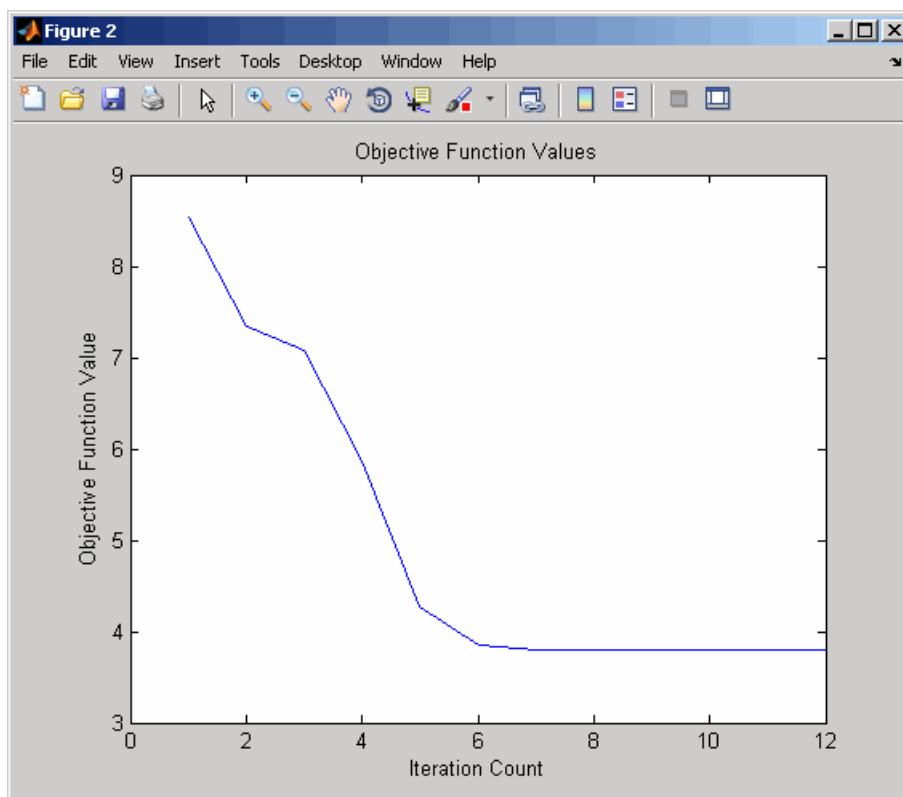 Figure 2
File Edit View Insert Tools Desktop Window Help
Objective Function Values
Objective Function Value
9
8
7
6
5
4
3
0 2 4 6 8 10 12
Iteration Count